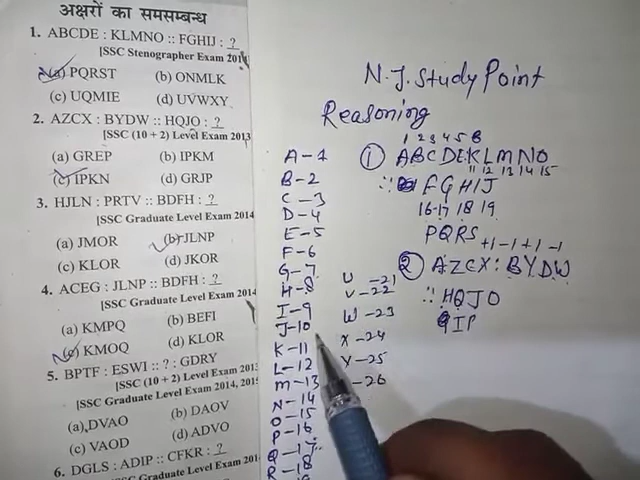 अक्षरों का समसम्बन्ध
1. ABCDE : KLMNO :: FGHIJ : ?
[SSC Stenographer Exam 201
(a) PQRST (b) ONMLK
(c) UQMIE (d) UVWXY
2. AZCX : BYDW :: HQJO : ?
[SSC (10 + 2) Level Exam 2013
(a) GREP (b) IPKM
(c) IPKN (d) GRJP
3. HJLN : PRTV :: BDFH : ?
[SSC Graduate Level Exam 2014
(a) JMOR (b) JLNP
(c) KLOR (d) JKOR
4. ACEG : JLNP :: BDFH : ?
[SSC Graduate Level Exam 2014
(a) KMPQ (b) BEFI
(c) KMOQ (d) KLOR
5. BPTF : ESWI :: ? : GDRY
[SSC (10 + 2) Level Exam 2013
[SSC Graduate Level Exam 2014, 201
(a) DVAO (b) DAOV
(c) VAOD (d) ADVO
6. DGLS : ADIP :: CFKR : ?
[SSC Graduate Level Exam 201
N.J. Study Point
Reasoning
A-1
B-2
C-3
D-4
E-5
F-6
G-7
H-8
I-9
J-10
K-11
L-12
M-13
N-14
O-15
P-16
Q-17
R-18
U-21
V-22
W-23
X-24
Y-25
-26
1 2 3 4 5 6
① ABCDE KLMNO
11 12 13 14 15
:: FGHIJ
16-17 18 19
PQRS
+1-1+1-1
② AZCX : BYDW
:: HQJO
IP